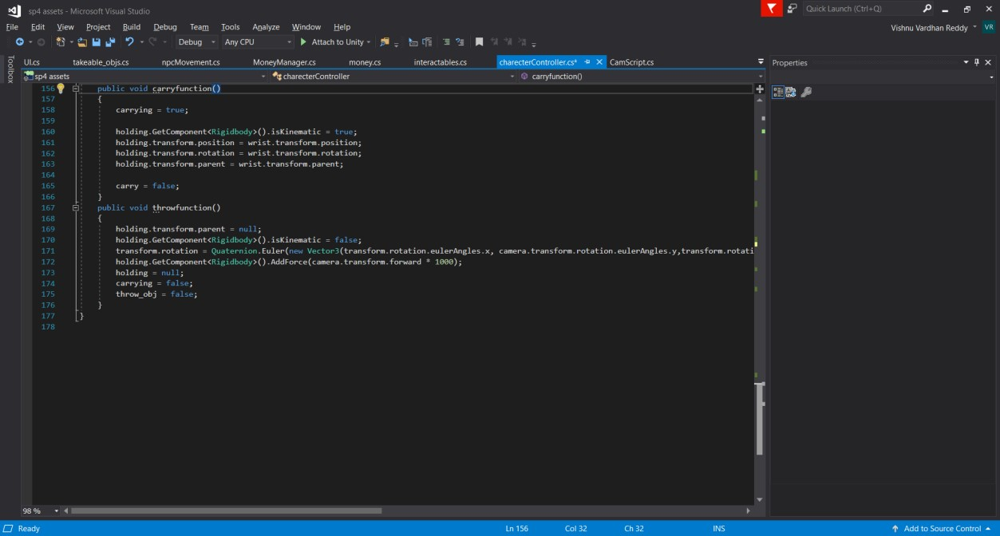 sp4 assets - Microsoft Visual Studio
Quick Launch (Ctrl+Q)
File Edit View Project Build Debug Team Tools Analyze Window Help
Vishnu Vardhan Reddy VR
Debug Any CPU Attach to Unity
Toolbox
UI.cs takeable_objs.cs npcMovement.cs MoneyManager.cs money.cs interactables.cs charecterController.cs* CamScript.cs
Properties
sp4 assets charecterController carryfunction()
156 public void carryfunction()
157 {
158 carrying = true;
159
160 holding.GetComponent<Rigidbody>().isKinematic = true;
161 holding.transform.position = wrist.transform.position;
162 holding.transform.rotation = wrist.transform.rotation;
163 holding.transform.parent = wrist.transform.parent;
164
165 carry = false;
166 }
167 public void throwfunction()
168 {
169 holding.transform.parent = null;
170 holding.GetComponent<Rigidbody>().isKinematic = false;
171 transform.rotation = Quaternion.Euler(new Vector3(transform.rotation.eulerAngles.x, camera.transform.rotation.eulerAngles.y,transform.rotati
172 holding.GetComponent<Rigidbody>().AddForce(camera.transform.forward * 1000);
173 holding = null;
174 carrying = false;
175 throw_obj = false;
176 }
177 }
178
98 %
Ready Ln 156 Col 32 Ch 32 INS Add to Source Control